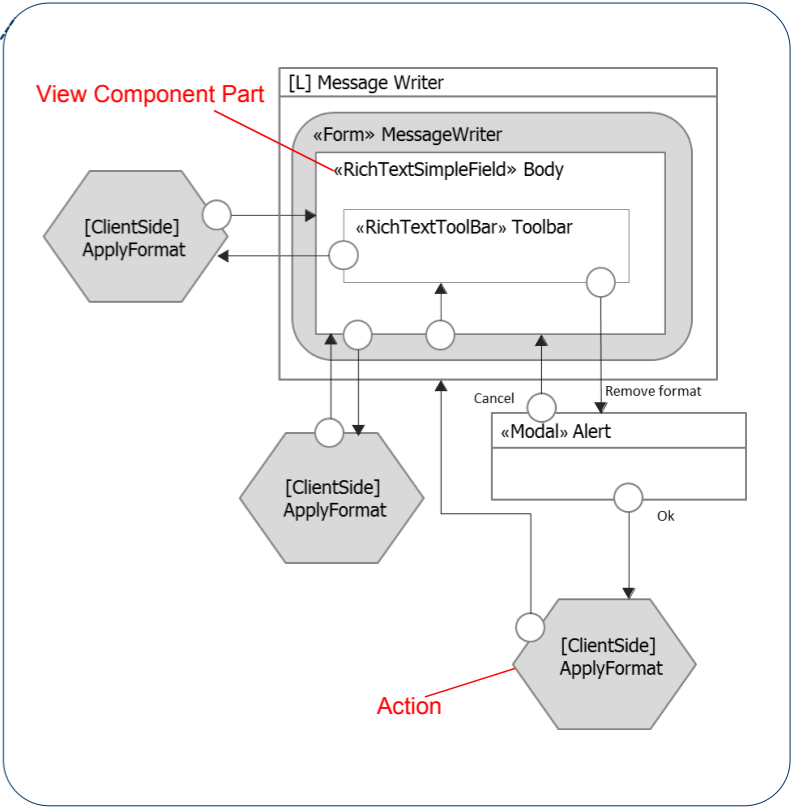 [L] Message Writer
View Component Part
«Form» MessageWriter
«RichTextSimpleField» Body
[ClientSide]
ApplyFormat
«RichTextToolBar» Toolbar
Cancel
Remove format
«Modal» Alert
[ClientSide]
ApplyFormat
Ok
[ClientSide]
ApplyFormat
Action